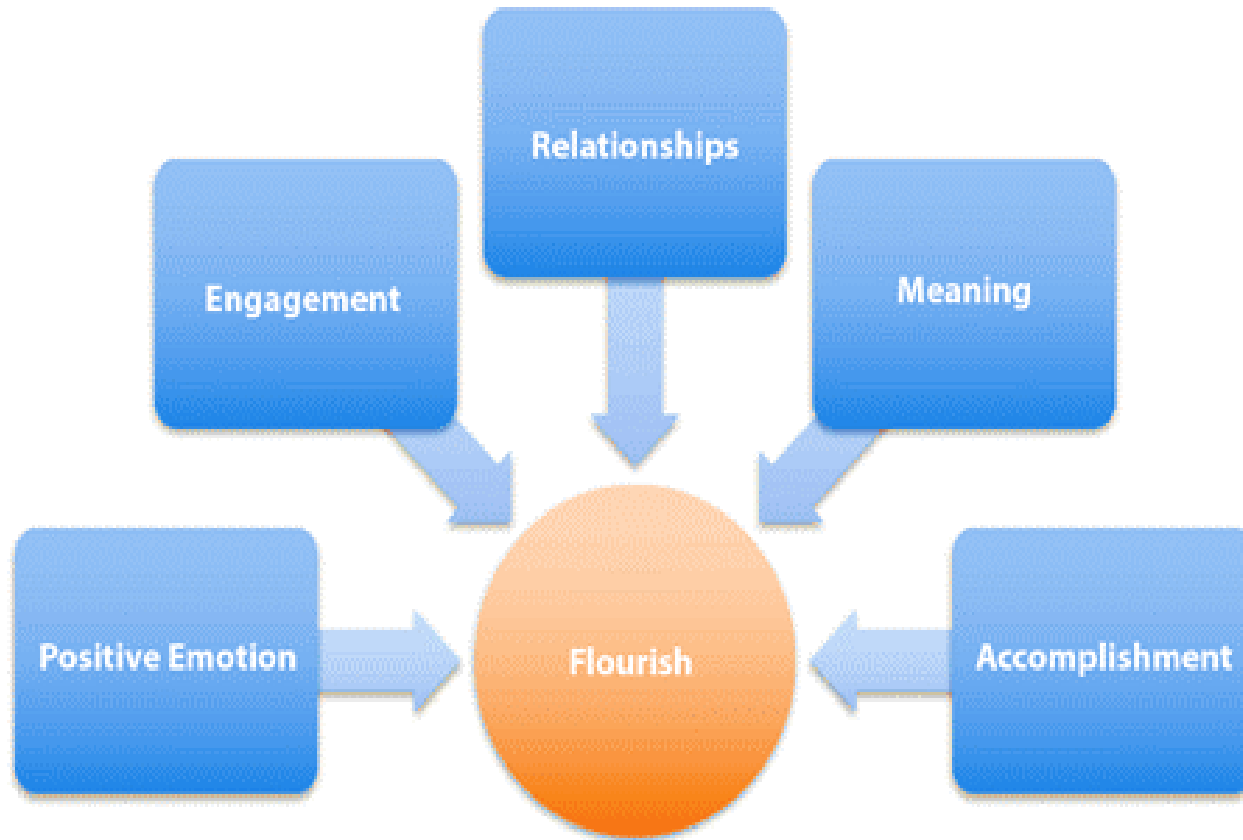 Relationships
Engagement
Meaning
Positive Emotion
Flourish
Accomplishment